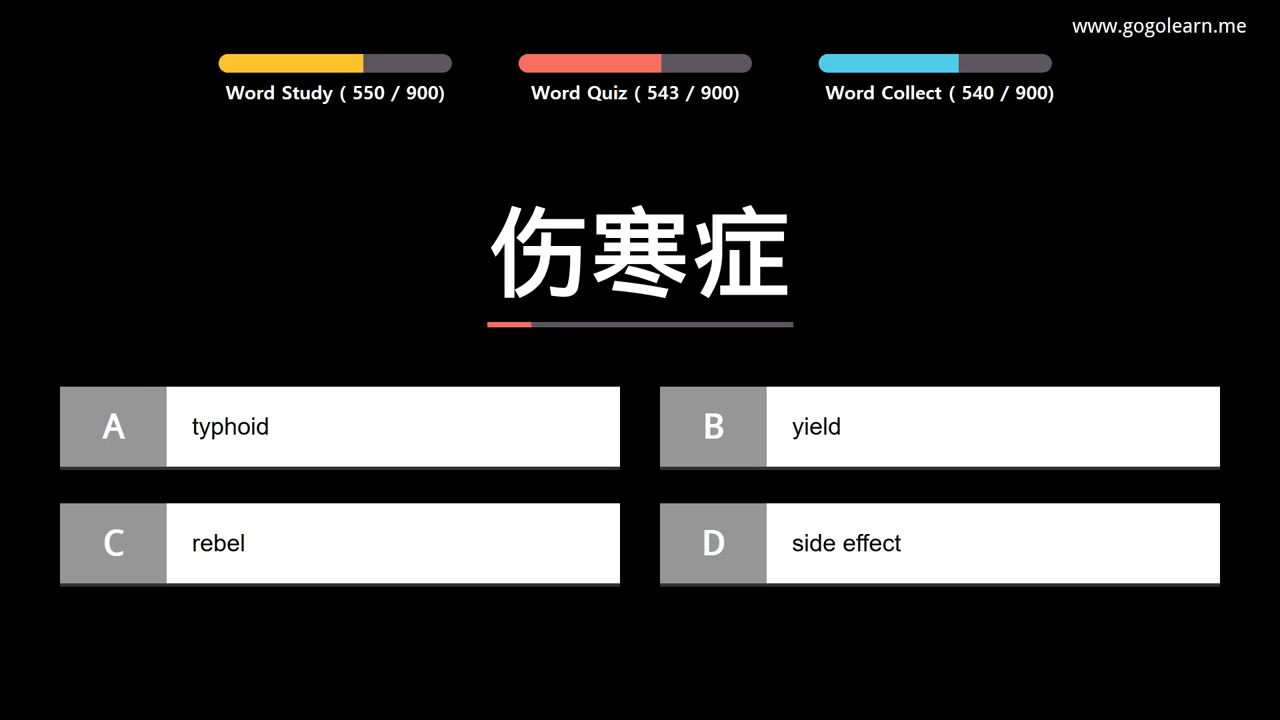 www.gogolearn.me
Word Study ( 550 / 900)
Word Quiz ( 543 / 900)
Word Collect ( 540 / 900)
伤寒症
A typhoid
B yield
C rebel
D side effect